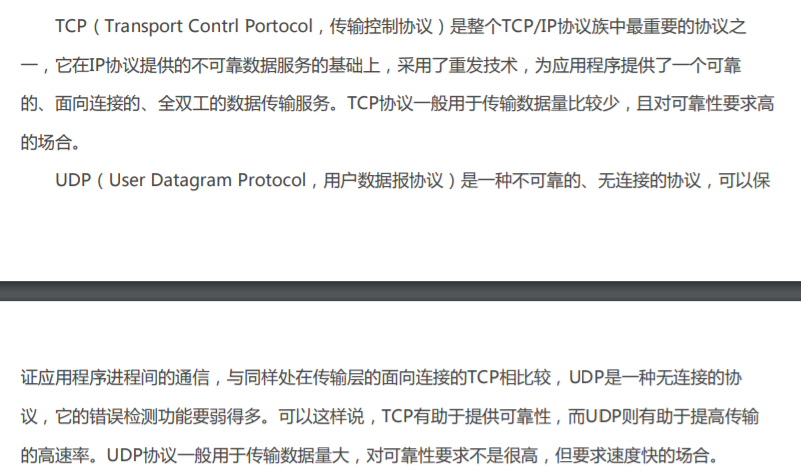 TCP（Transport Contrl Portocol，传输控制协议）是整个TCP/IP协议族中最重要的协议之
一，它在IP协议提供的不可靠数据服务的基础上，采用了重发技术，为应用程序提供了一个可靠
的、面向连接的、全双工的数据传输服务。TCP协议一般用于传输数据量比较少，且对可靠性要求高
的场合。
UDP（User Datagram Protocol，用户数据报协议）是一种不可靠的、无连接的协议，可以保
证应用程序进程间的通信，与同样处在传输层的面向连接的TCP相比较，UDP是一种无连接的协
议，它的错误检测功能要弱得多。可以这样说，TCP有助于提供可靠性，而UDP则有助于提高传输
的高速率。UDP协议一般用于传输数据量大，对可靠性要求不是很高，但要求速度快的场合。